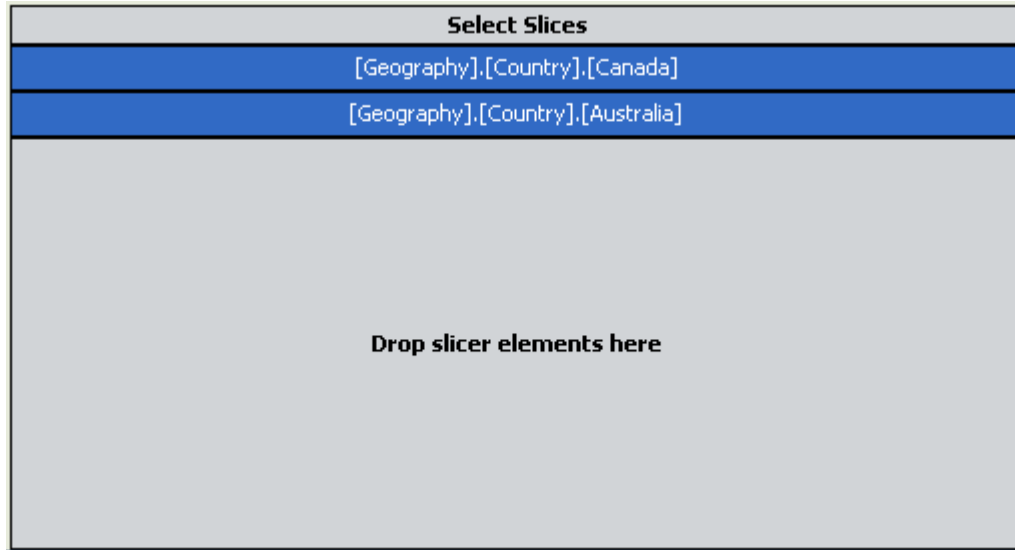 Select Slices
[Geography].[Country].[Canada]
[Geography].[Country].[Australia]
Drop slicer elements here